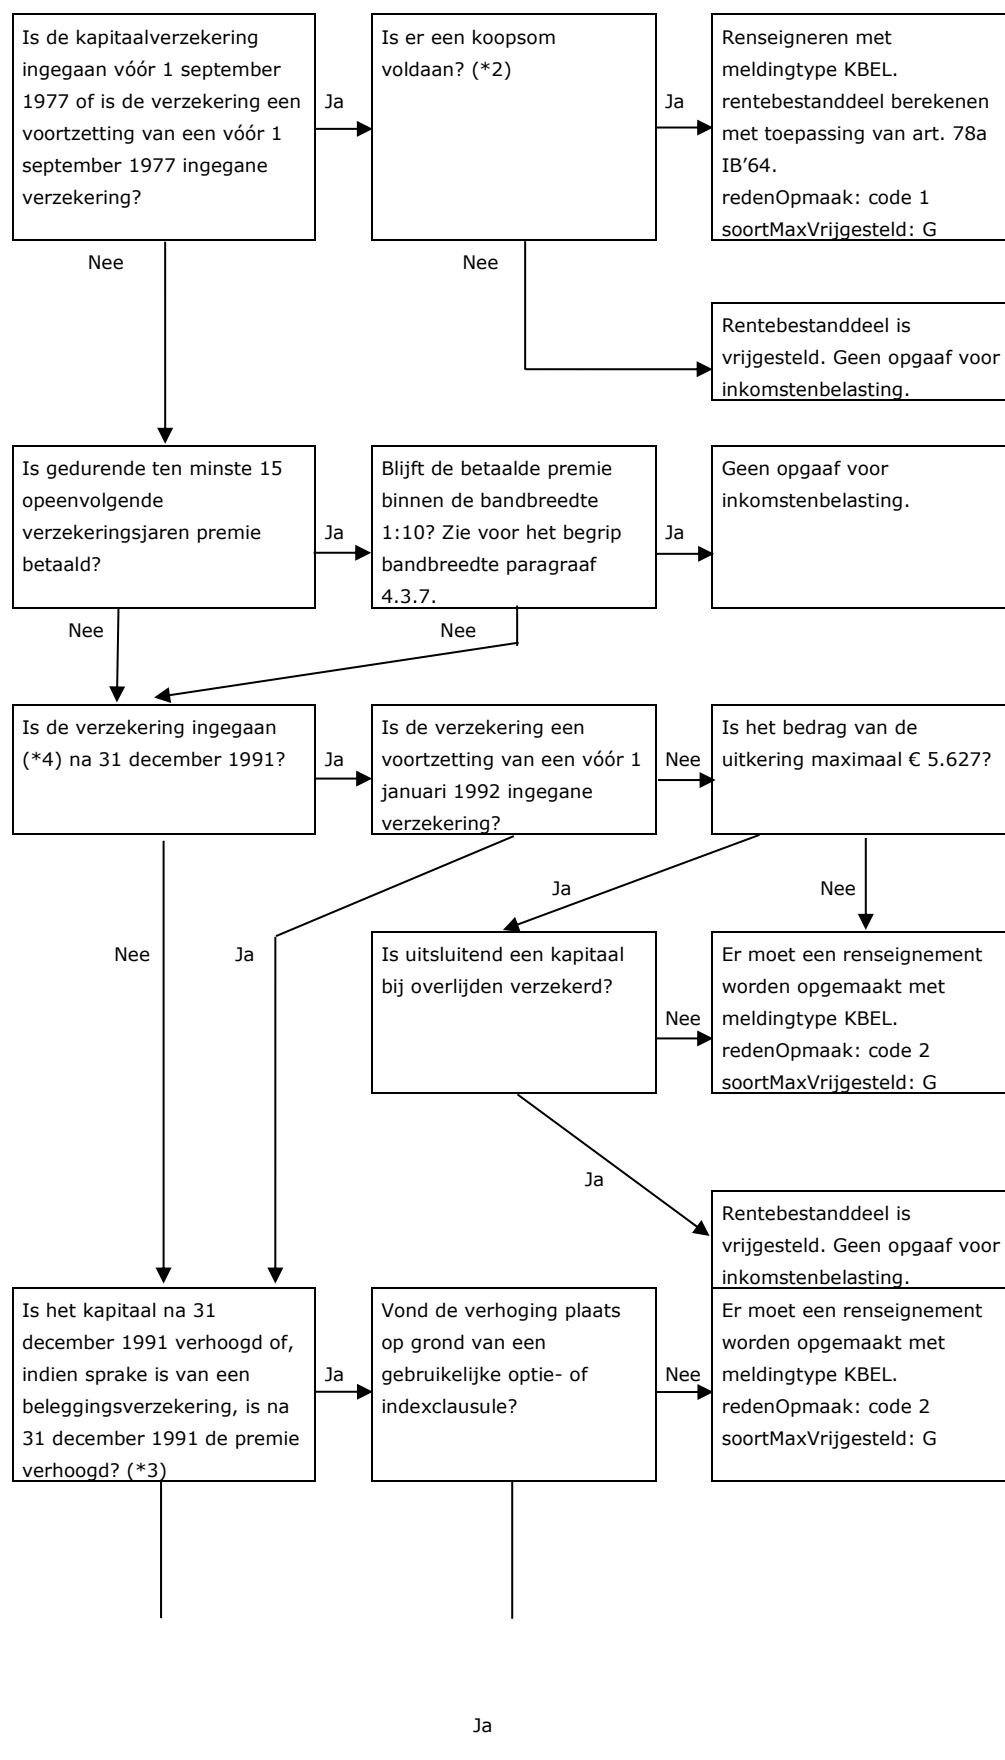 Is de kapitaalverzekering
ingegaan vóór 1 september
1977 of is de verzekering een
voortzetting van een vóór 1
september 1977 ingegane
verzekering?
Ja
Is er een koopsom
voldaan? (*2)
Ja
Renseigneren met
meldingtype KBEL.
rentebestanddeel berekenen
met toepassing van art. 78a
IB’64.
redenOpmaak: code 1
soortMaxVrijgesteld: G
Nee
Nee
Rentebestanddeel is
vrijgesteld. Geen opgaaf voor
inkomstenbelasting.
Is gedurende ten minste 15
opeenvolgende
verzekeringsjaren premie
betaald?
Ja
Blijft de betaalde premie
binnen de bandbreedte
1:10? Zie voor het begrip
bandbreedte paragraaf
4.3.7.
Ja
Geen opgaaf voor
inkomstenbelasting.
Nee
Nee
Is de verzekering ingegaan
(*4) na 31 december 1991?
Ja
Is de verzekering een
voortzetting van een vóór 1
januari 1992 ingegane
verzekering?
Nee
Is het bedrag van de
uitkering maximaal € 5.627?
Ja
Nee
Nee
Ja
Is uitsluitend een kapitaal
bij overlijden verzekerd?
Nee
Er moet een renseignement
worden opgemaakt met
meldingtype KBEL.
redenOpmaak: code 2
soortMaxVrijgesteld: G
Ja
Rentebestanddeel is
vrijgesteld. Geen opgaaf voor
inkomstenbelasting.
Is het kapitaal na 31
december 1991 verhoogd of,
indien sprake is van een
beleggingsverzekering, is na
31 december 1991 de premie
verhoogd? (*3)
Ja
Vond de verhoging plaats
op grond van een
gebruikelijke optie- of
indexclausule?
Nee
Er moet een renseignement
worden opgemaakt met
meldingtype KBEL.
redenOpmaak: code 2
soortMaxVrijgesteld: G
Ja